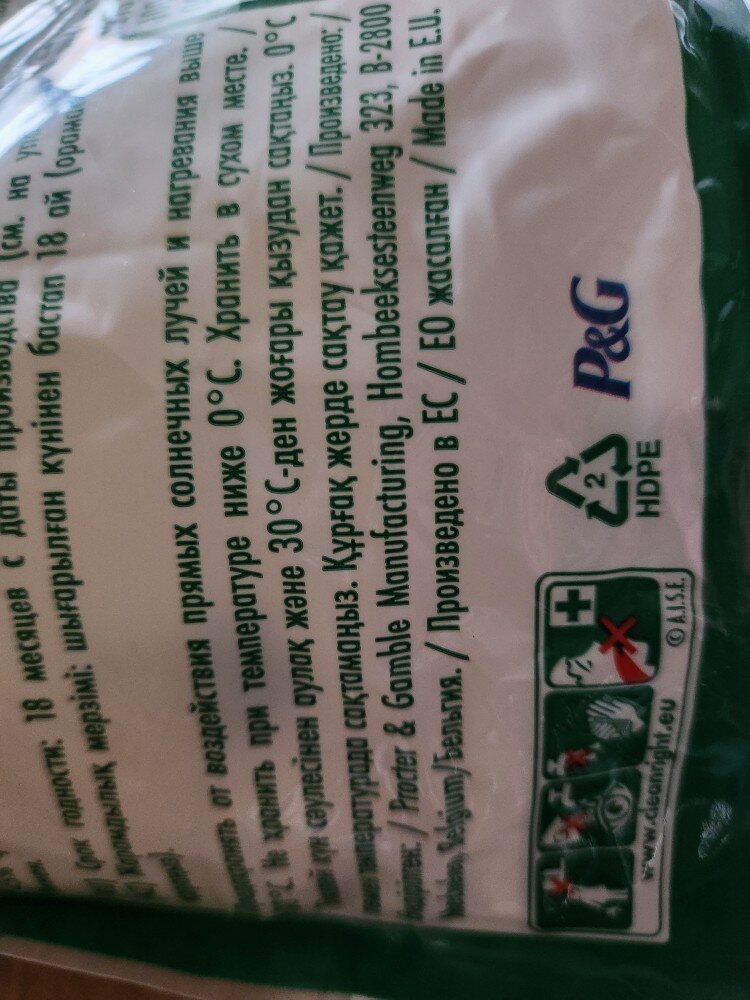 годности: 18 месяцев с даты производства (см. на
мерзімі: шығарылған күнінен бастап 18 ай
от воздействия прямых солнечных лучей и нагревания выше
Не хранить при температуре ниже 0°C. Хранить в сухом месте. /
күн сәулесінен аулақ және 30°C-ден жоғары қызудан сақтаңыз. 0°C
температурада сақтамаңыз. Құрғақ жерде сақтау қажет. / Произведено: /
/ Procter & Gamble Manufacturing, Hombeeksesteenweg 323, B-2800
Belgium/Бельгия. / Произведено в ЕС / ЕО жасалған / Made in E.U.
www.cleanright.eu
© A.I.S.E.
2
HDPE
P&G